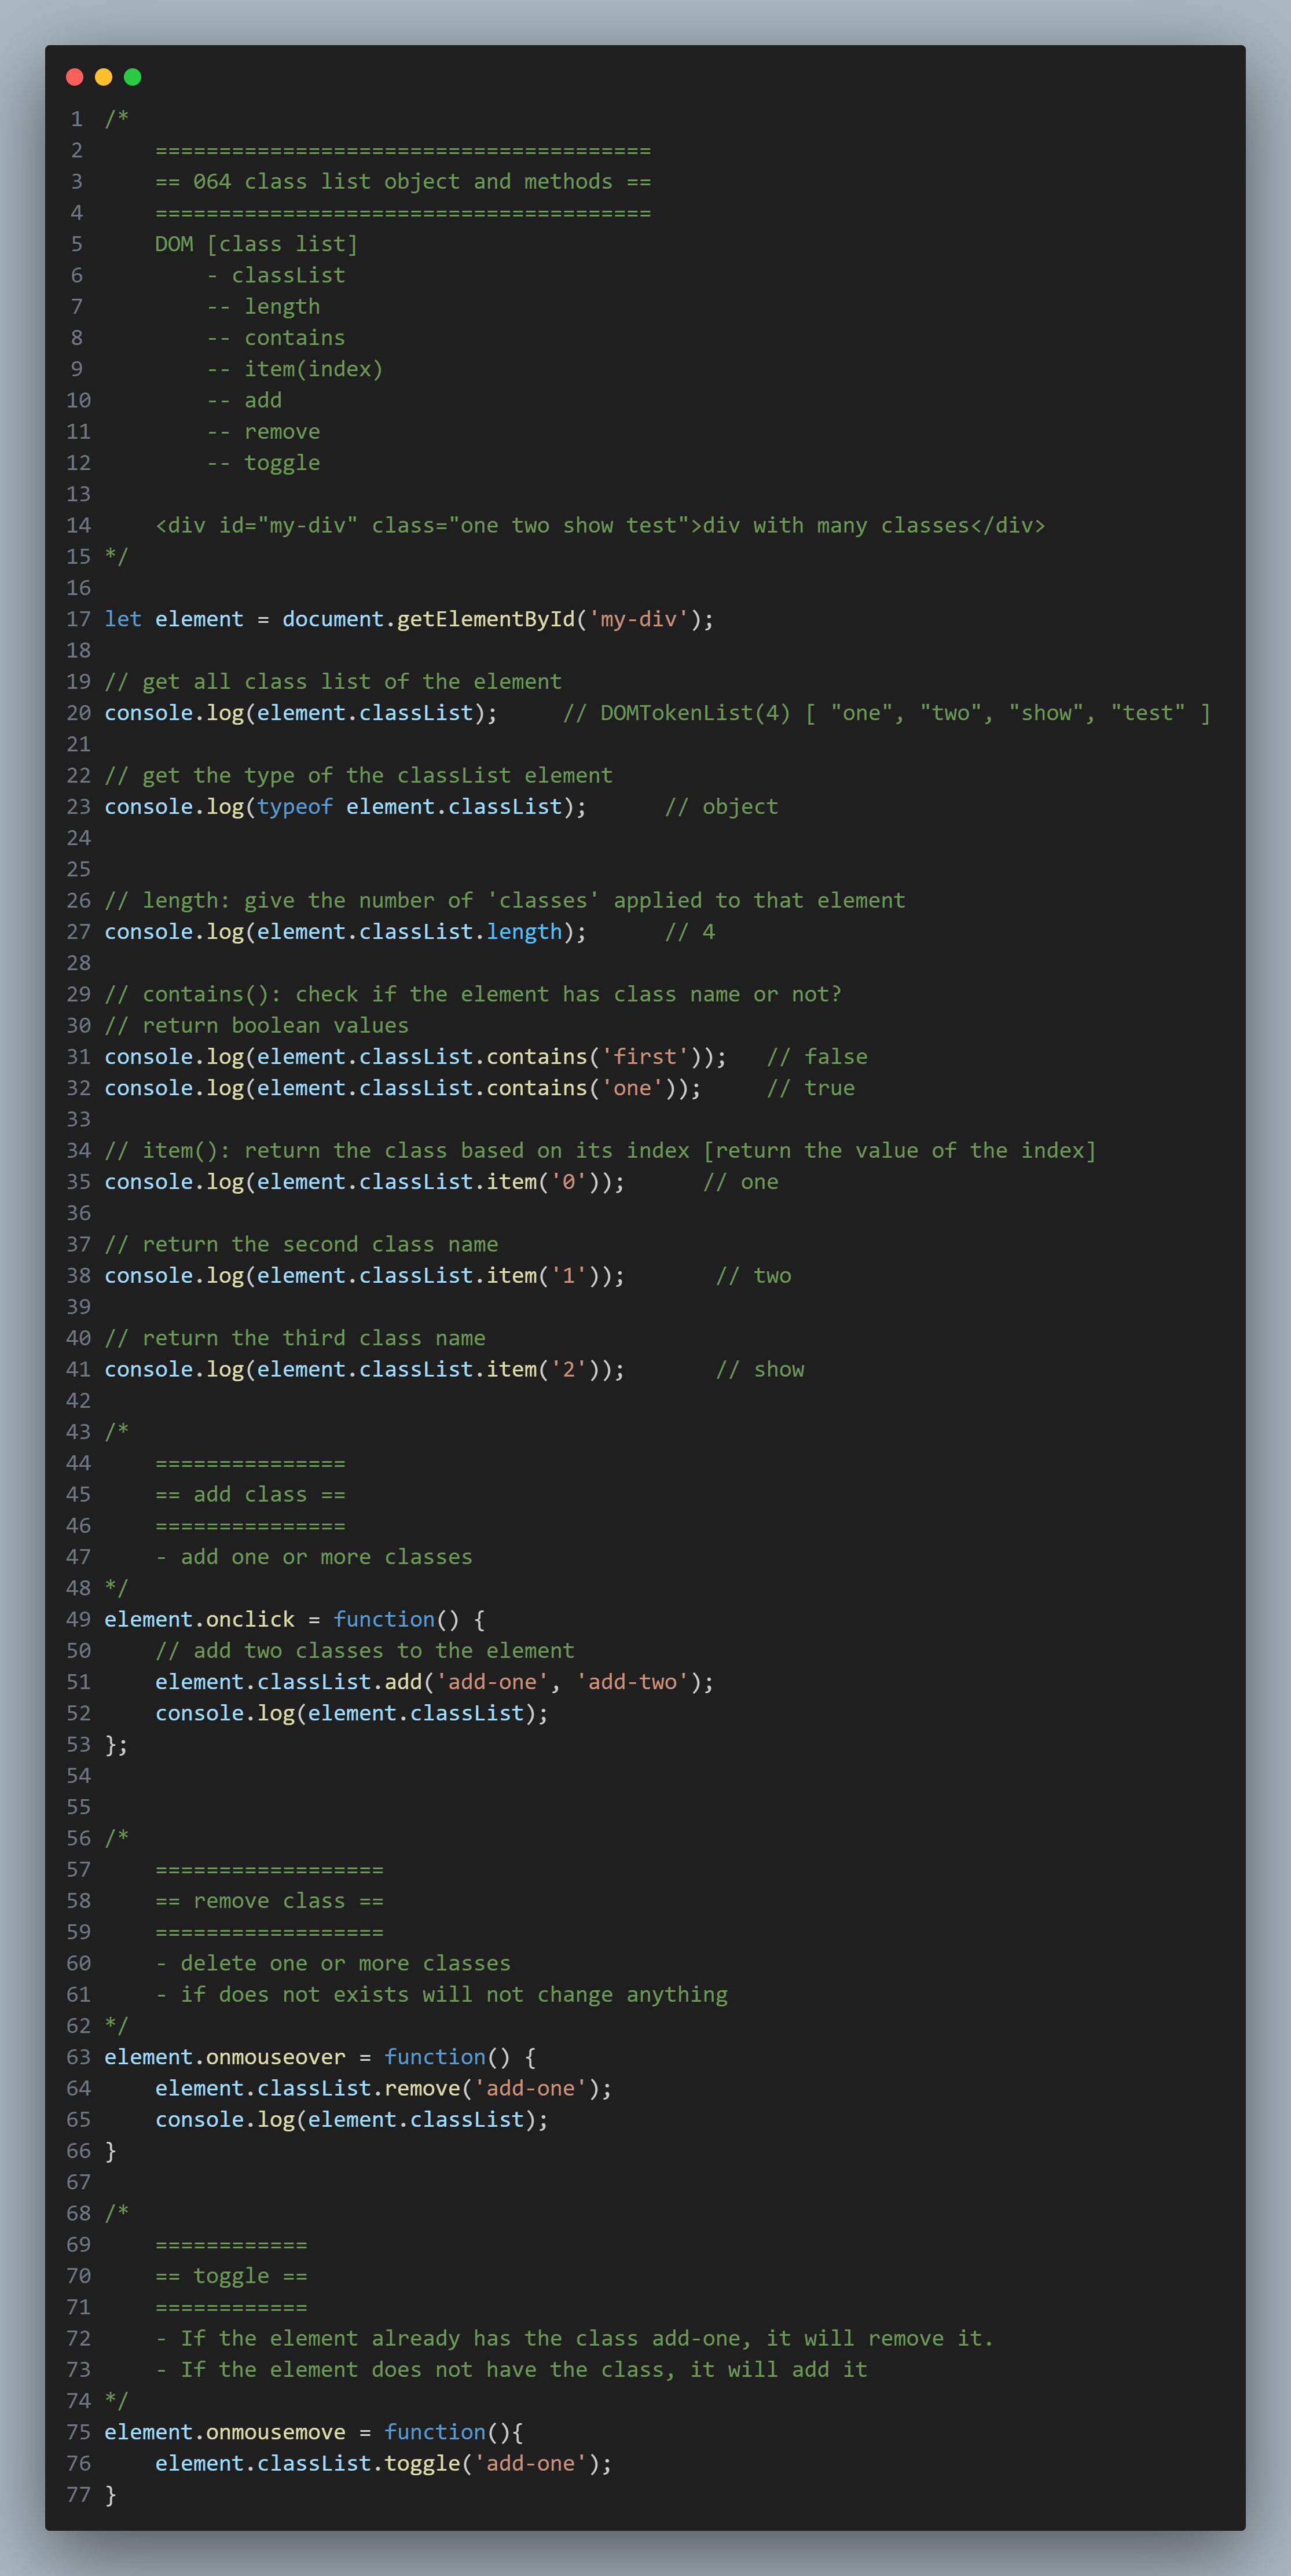 1 /*
2     =======================================
3     == 064 class list object and methods ==
4     =======================================
5     DOM [class list]
6         - classList
7         -- length
8         -- contains
9         -- item(index)
10         -- add
11         -- remove
12         -- toggle
13
14     <div id="my-div" class="one two show test">div with many classes</div>
15 */
16
17 let element = document.getElementById('my-div');
18
19 // get all class list of the element
20 console.log(element.classList);     // DOMTokenList(4) [ "one", "two", "show", "test" ]
21
22 // get the type of the classList element
23 console.log(typeof element.classList);      // object
24
25
26 // length: give the number of 'classes' applied to that element
27 console.log(element.classList.length);      // 4
28
29 // contains(): check if the element has class name or not?
30 // return boolean values
31 console.log(element.classList.contains('first'));   // false
32 console.log(element.classList.contains('one'));     // true
33
34 // item(): return the class based on its index [return the value of the index]
35 console.log(element.classList.item('0'));      // one
36
37 // return the second class name
38 console.log(element.classList.item('1'));       // two
39
40 // return the third class name
41 console.log(element.classList.item('2'));       // show
42
43 /*
44     ===============
45     == add class ==
46     ===============
47     - add one or more classes
48 */
49 element.onclick = function() {
50     // add two classes to the element
51     element.classList.add('add-one', 'add-two');
52     console.log(element.classList);
53 };
54
55
56 /*
57     ==================
58     == remove class ==
59     ==================
60     - delete one or more classes
61     - if does not exists will not change anything
62 */
63 element.onmouseover = function() {
64     element.classList.remove('add-one');
65     console.log(element.classList);
66 }
67
68 /*
69     ============
70     == toggle ==
71     ============
72     - If the element already has the class add-one, it will remove it.
73     - If the element does not have the class, it will add it
74 */
75 element.onmousemove = function(){
76     element.classList.toggle('add-one');
77 }